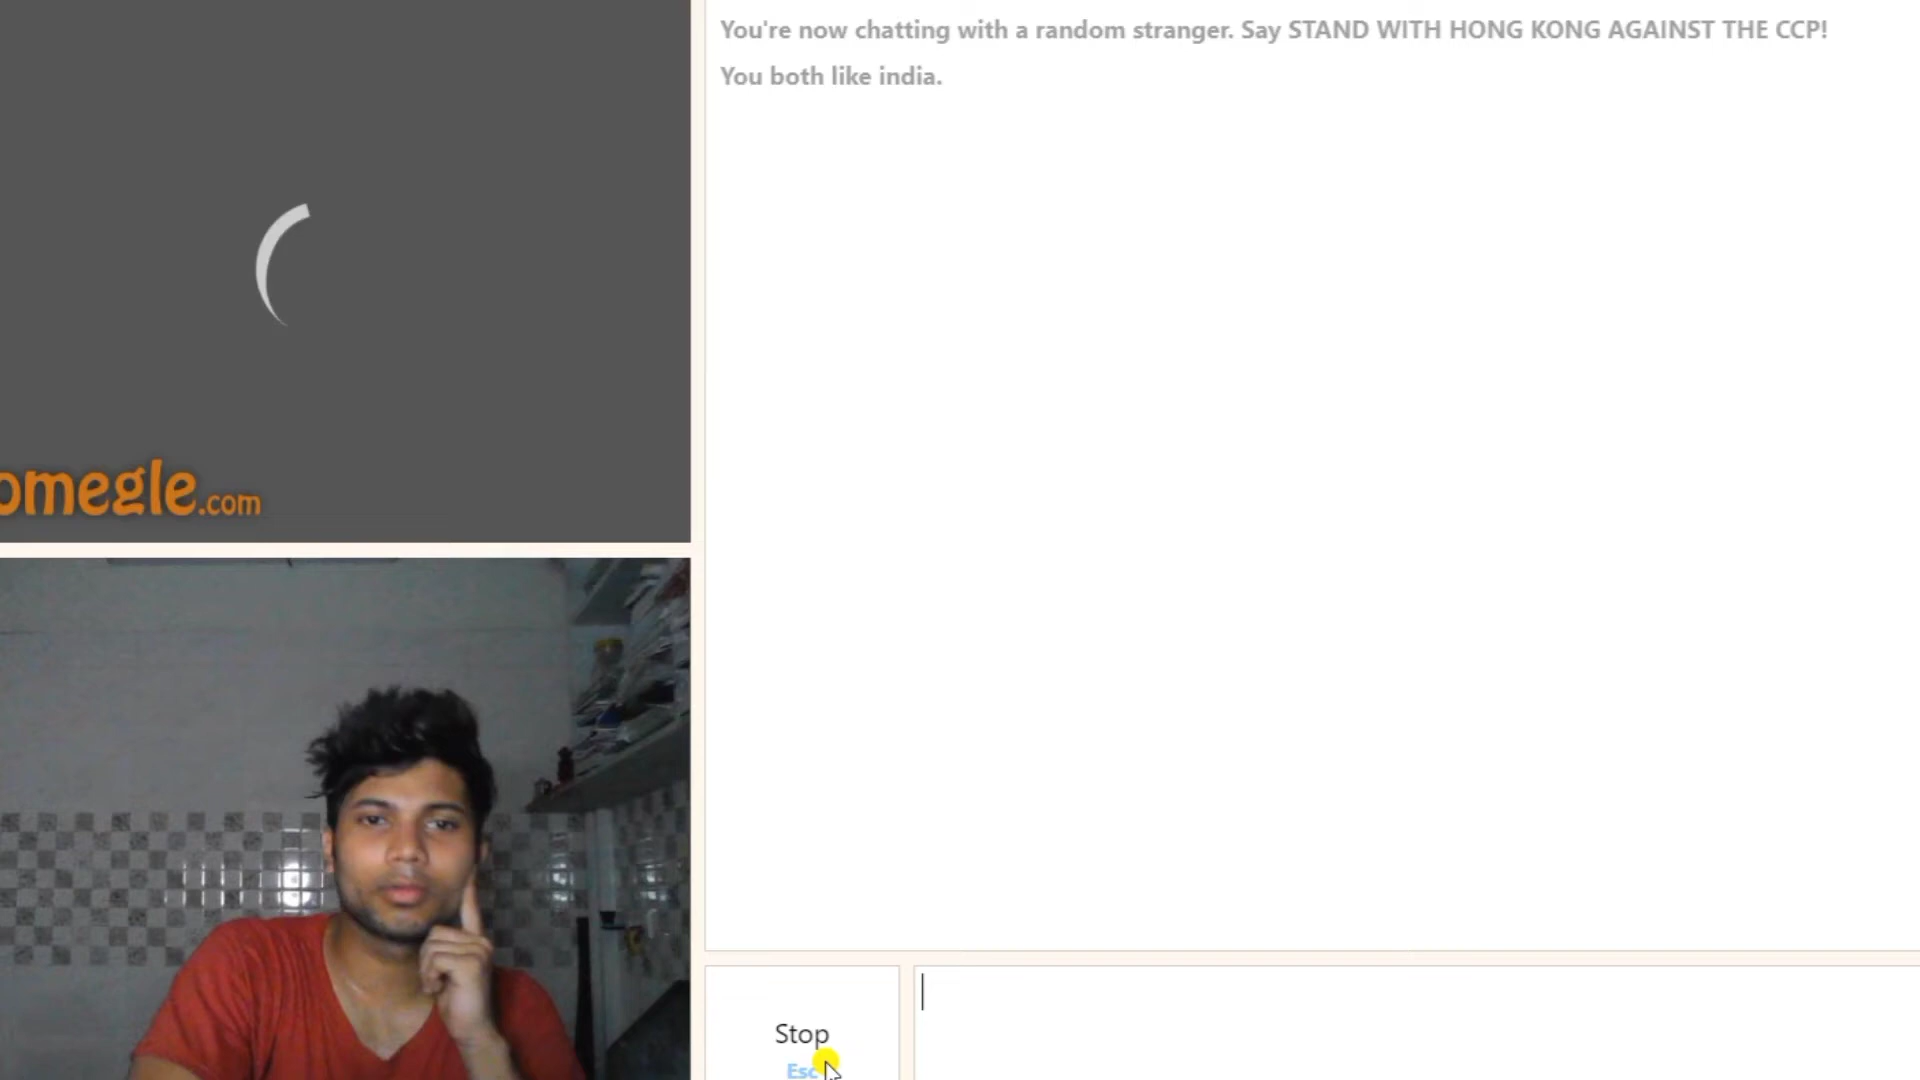 You're now chatting with a random stranger. Say STAND WITH HONG KONG AGAINST THE CCP!
You both like india.
omegle.com
Stop
Esc